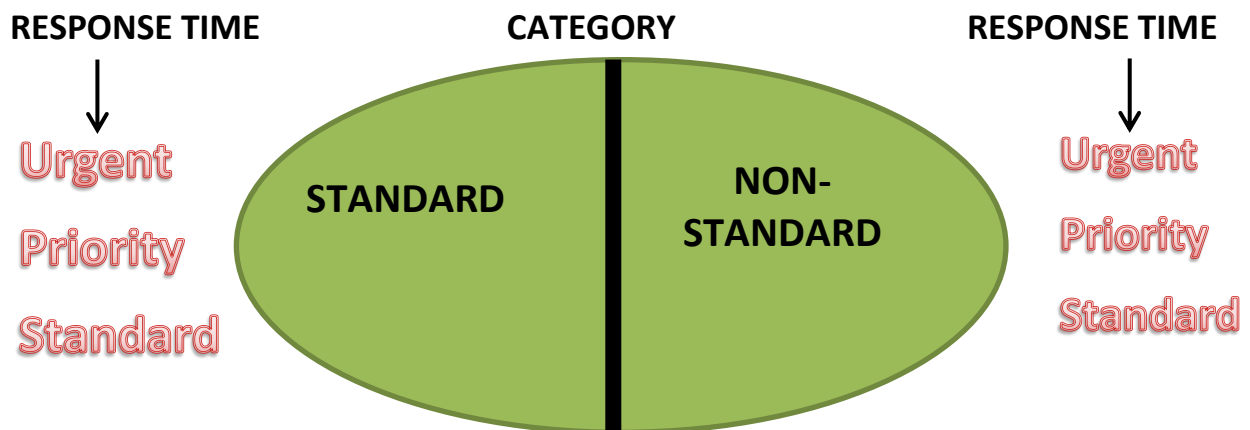 RESPONSE TIME
CATEGORY
RESPONSE TIME
Urgent
Priority
Standard
STANDARD
NON-
STANDARD
Urgent
Priority
Standard